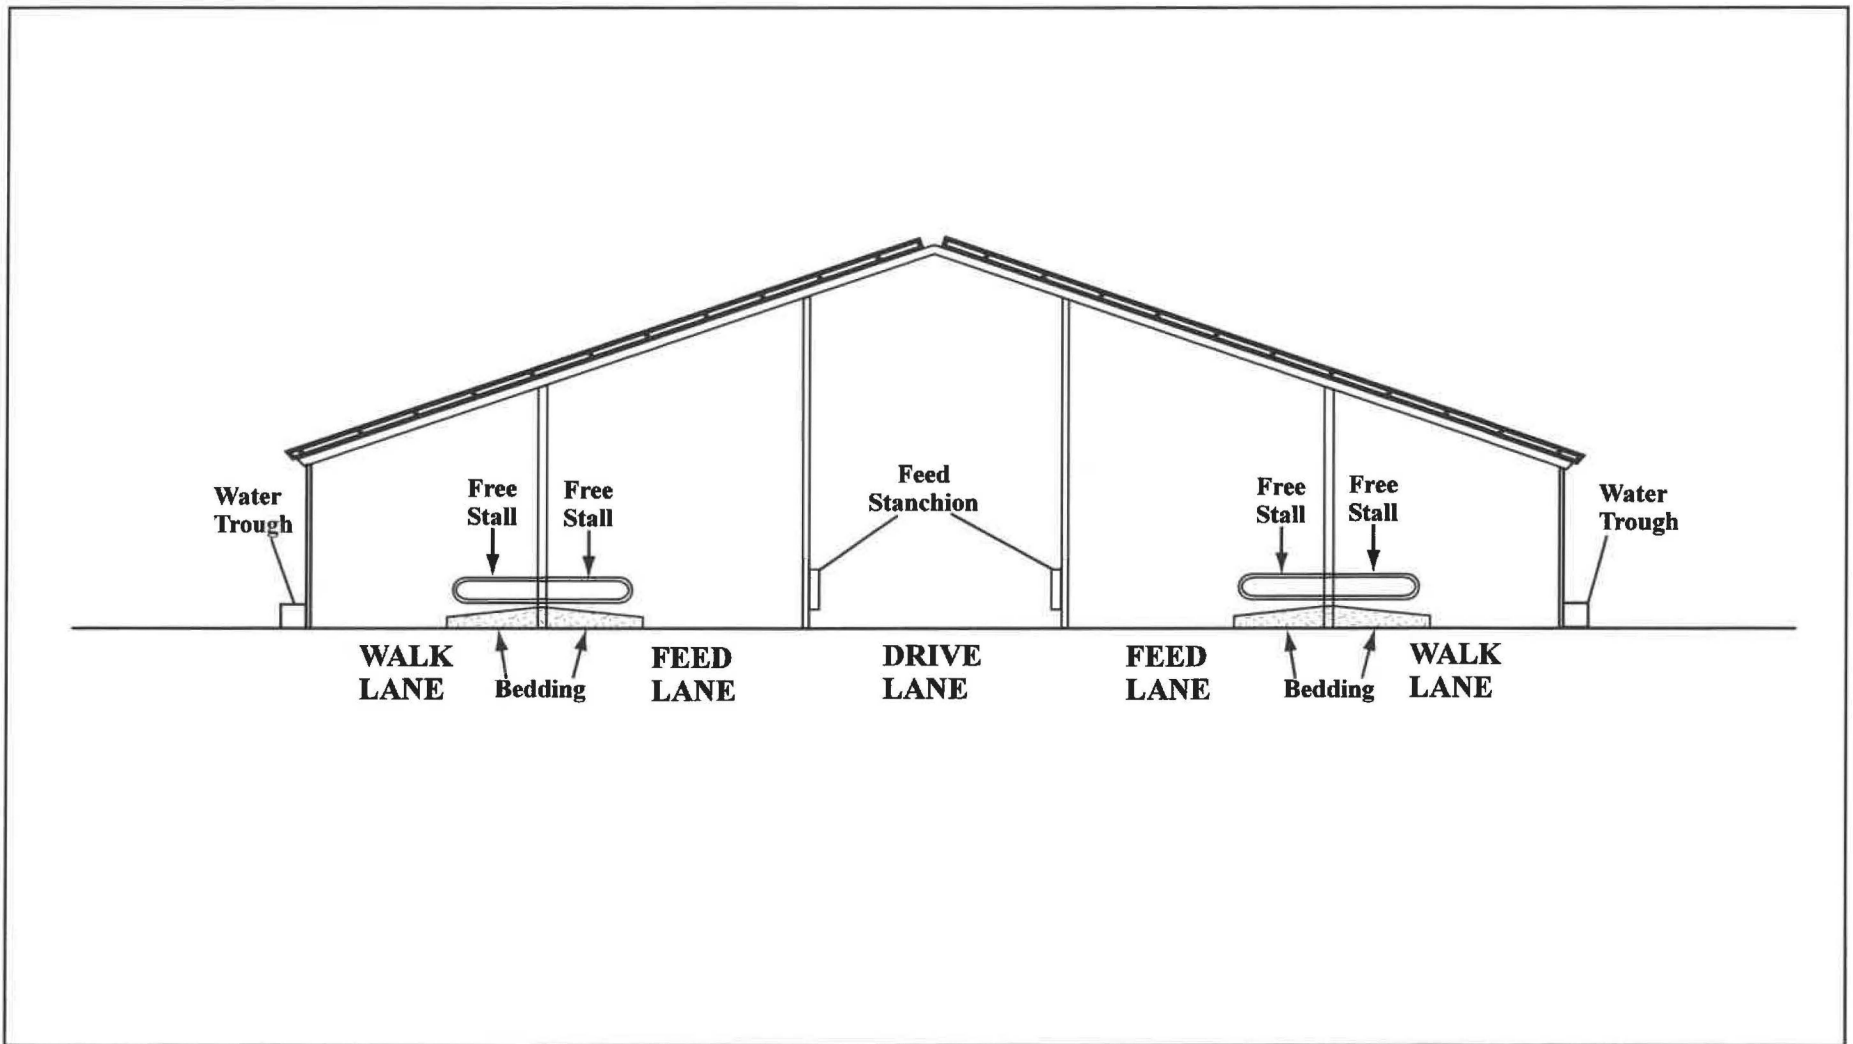 Water
Trough
Free
Stall
Free
Stall
Feed
Stanchion
Free
Stall
Free
Stall
Water
Trough
WALK
LANE
Bedding
FEED
LANE
DRIVE
LANE
FEED
LANE
Bedding
WALK
LANE